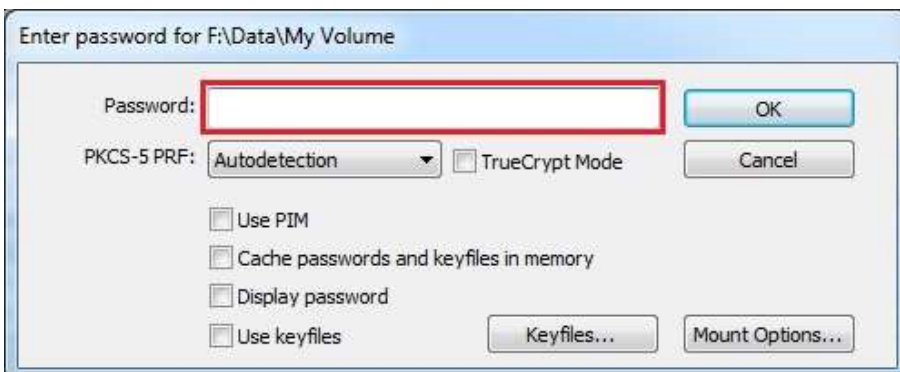 Enter password for F:\Data\My Volume
Password:
OK
PKCS-5 PRF: Autodetection TrueCrypt Mode Cancel
Use PIM
Cache passwords and keyfiles in memory
Display password
Use keyfiles Keyfiles... Mount Options...